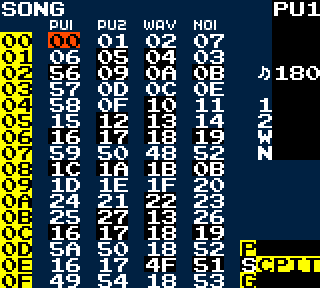 SONG PU1
PU1 PU2 WAV NOI
00 00 01 02 07
01 06 05 04 03
02 56 09 0A 0B ♪180
03 57 0D 0C 0E
04 58 0F 10 11 1
05 15 12 13 14 2
06 16 17 18 19 W
07 59 50 48 52 N
08 1C 1A 1B 0B
09 1D 1E 1F 20
0A 24 21 22 23
0B 25 27 13 26
0C 16 17 18 19
0D 5A 50 18 52 P
0E 16 17 4F 51 SCPIT
0F 49 54 18 53 G